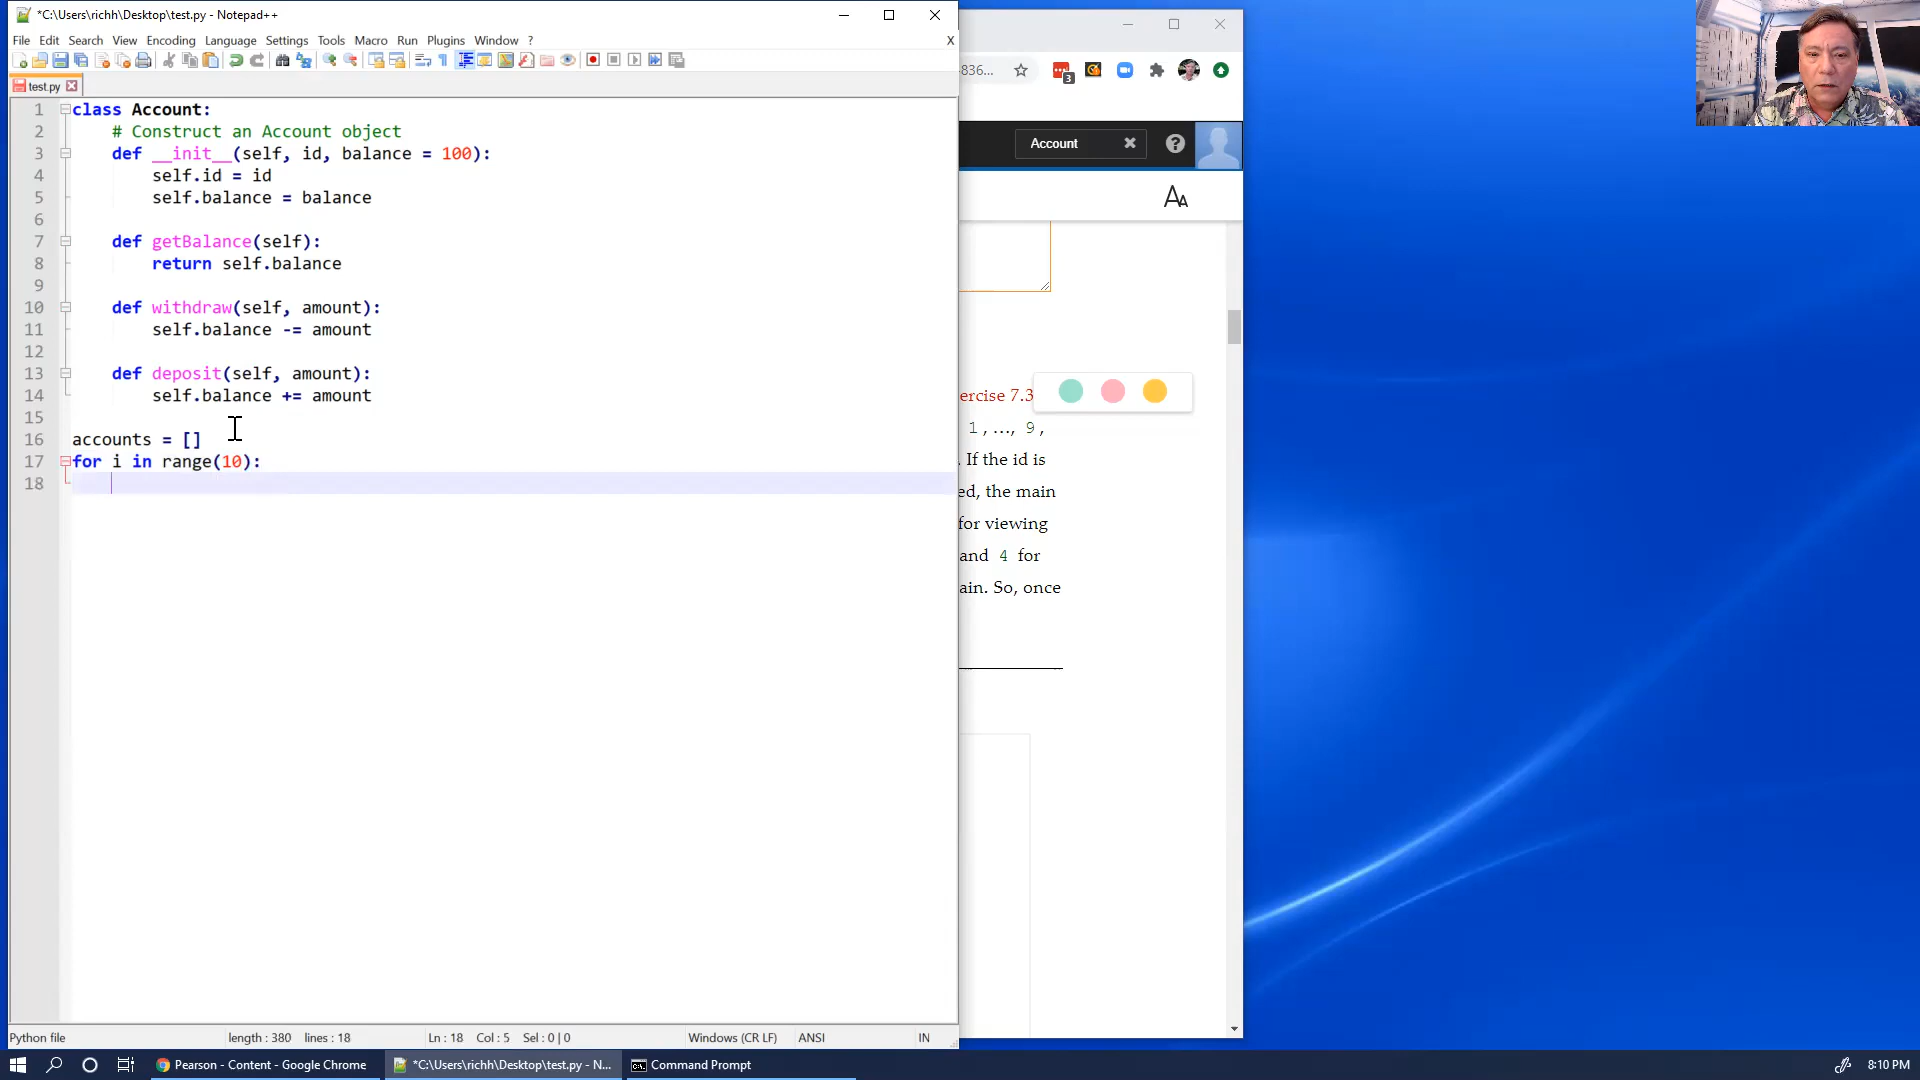 *C:\Users\richh\Desktop\test.py - Notepad++
File Edit Search View Encoding Language Settings Tools Macro Run Plugins Window ? X
test.py
1 class Account:
2 # Construct an Account object
3 def __init__(self, id, balance = 100):
4 self.id = id
5 self.balance = balance
6
7 def getBalance(self):
8 return self.balance
9
10 def withdraw(self, amount):
11 self.balance -= amount
12
13 def deposit(self, amount):
14 self.balance += amount
15
16 accounts = []
17 for i in range(10):
18
Python file length : 380 lines : 18 Ln : 18 Col : 5 Sel : 0 | 0 Windows (CR LF) ANSI IN
836...
3
Account
?
AA
ercise 7.3
1 , ..., 9 ,
. If the id is
ed, the main
for viewing
and 4 for
ain. So, once
Pearson - Content - Google Chrome
*C:\Users\richh\Desktop\test.py - N...
Command Prompt
8:10 PM